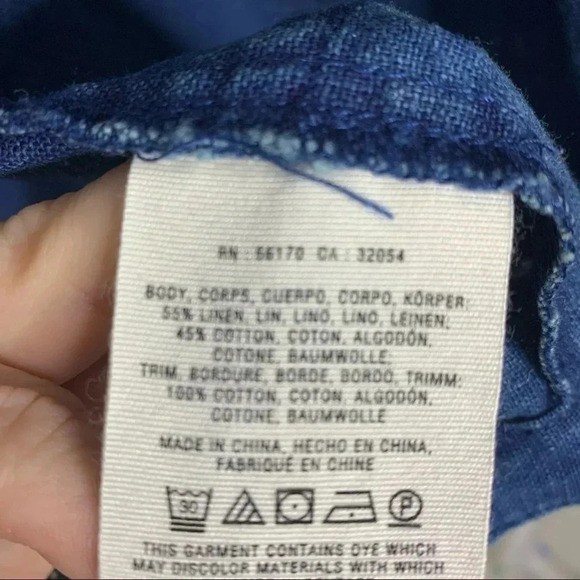 RN : 66170 CA : 32054
BODY, CORPS, CUERPO, CORPO, KÖRPER:
55% LINEN, LIN, LINO, LINO, LEINEN,
45% COTTON, COTON, ALGODÓN,
COTONE, BAUMWOLLE;
TRIM, BORDURE, BORDE, BORDO, TRIMM:
100% COTTON, COTON, ALGODÓN,
COTONE, BAUMWOLLE
MADE IN CHINA, HECHO EN CHINA,
FABRIQUÉ EN CHINE
30 P
THIS GARMENT CONTAINS DYE WHICH
MAY DISCOLOR MATERIALS WITH WHICH